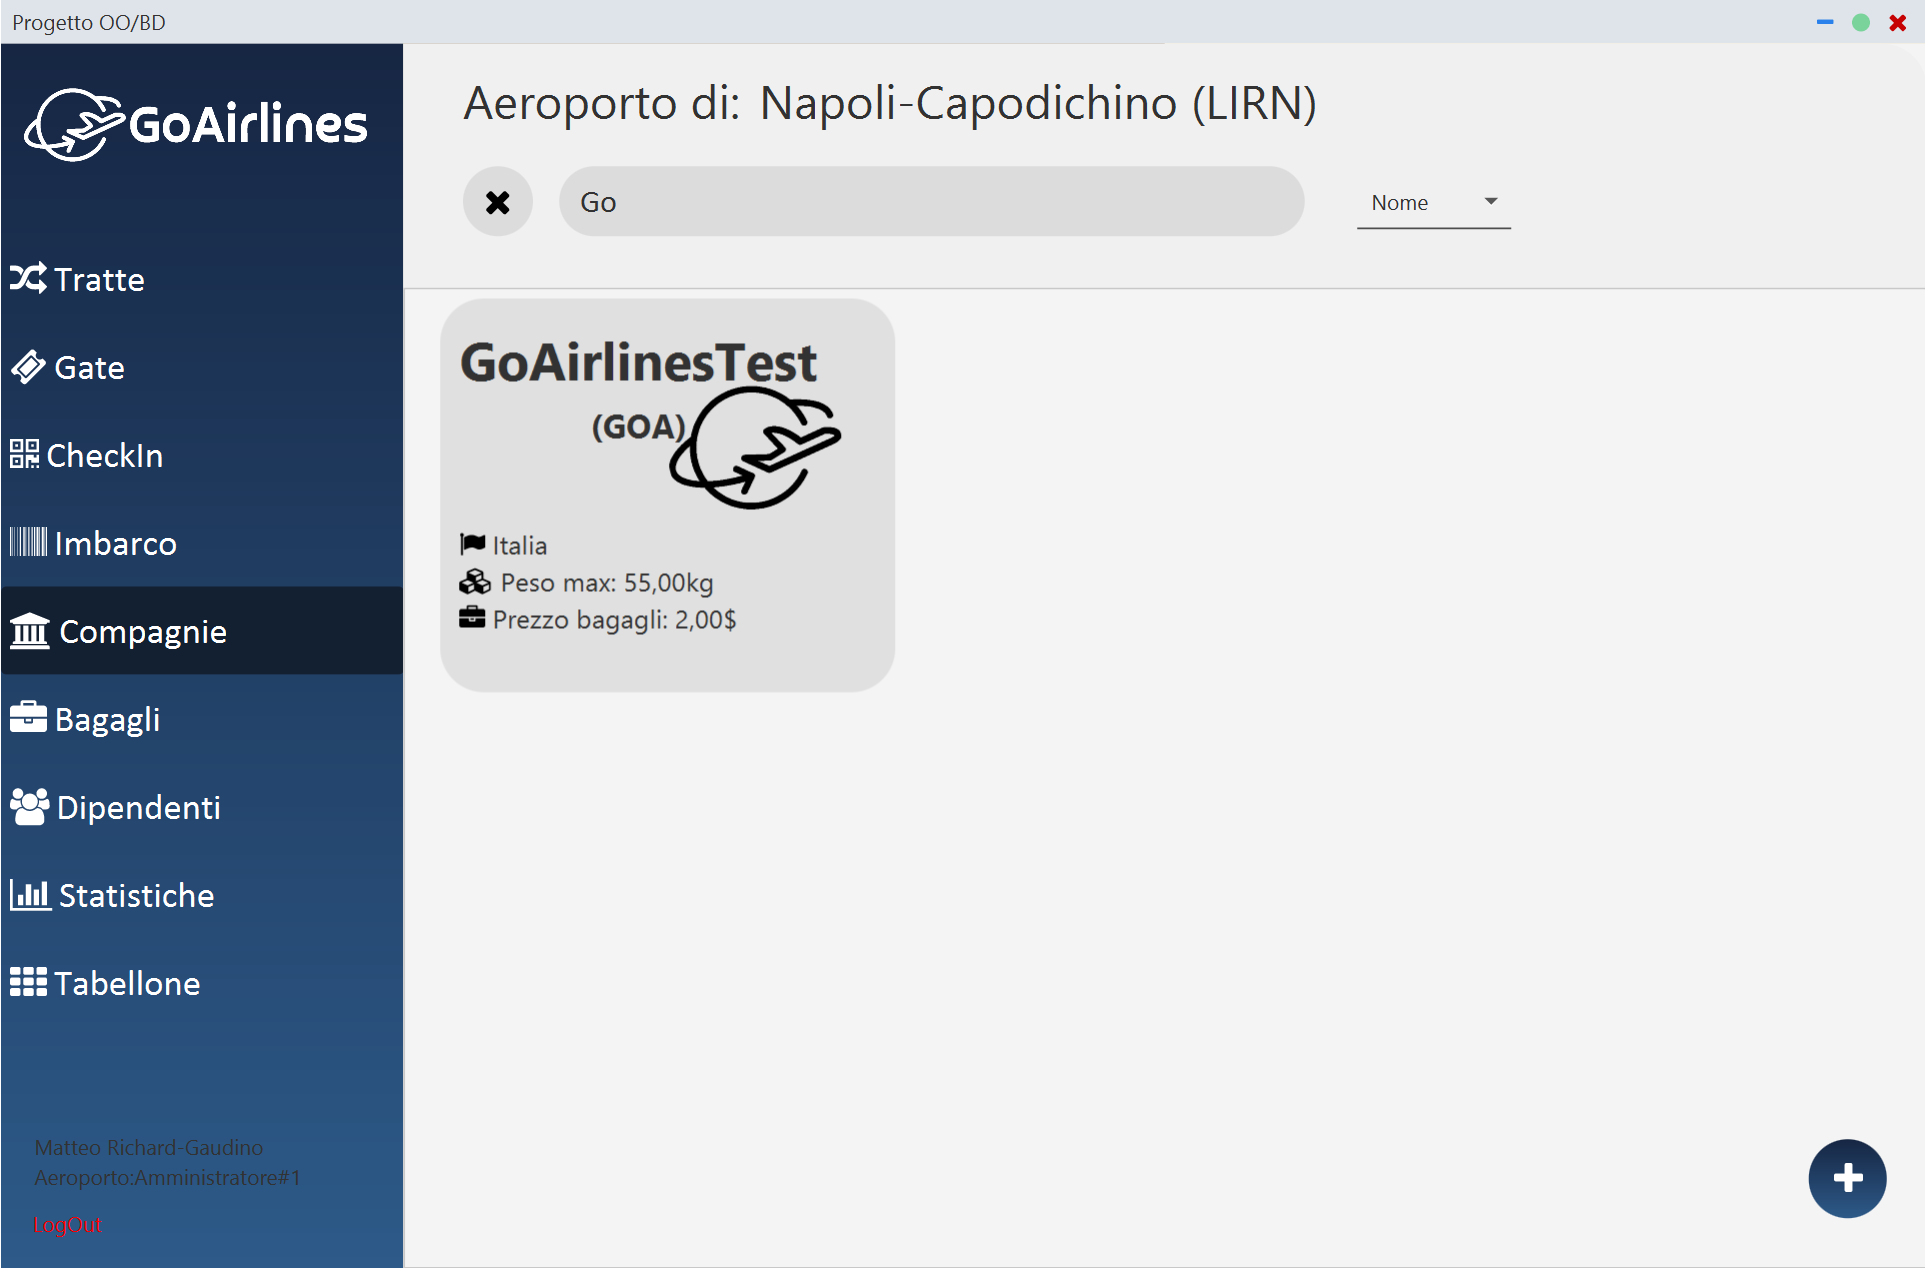 Progetto OO/BD
GoAirlines
Tratte
Gate
CheckIn
Imbarco
Compagnie
Bagagli
Dipendenti
Statistiche
Tabellone
Matteo Richard-Gaudino
Aeroporto:Amministratore#1
LogOut
Aeroporto di: Napoli-Capodichino (LIRN)
Go
Nome
GoAirlinesTest
(GOA)
Italia
Peso max: 55,00kg
Prezzo bagagli: 2,00$